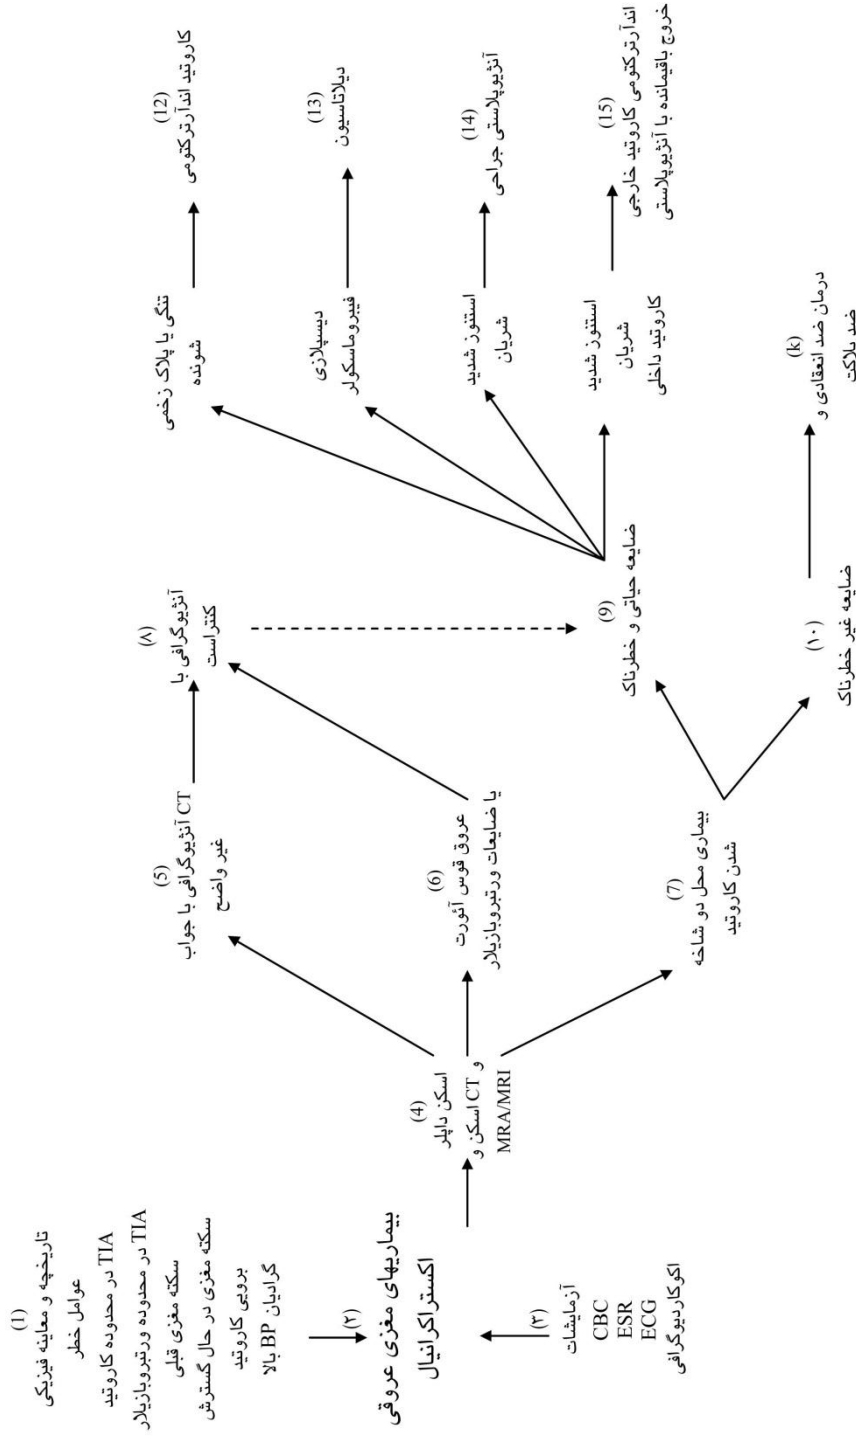 (1)
تاریخچه و معاینه فیزیکی
عوامل خطر
TIA در محدوده کاروتید
TIA در محدوده ورتبروبازیلار
سکته مغزی قبلی
سکته مغزی در حال گسترش
برویی کاروتید
گرادیان BP بالا
(۲)
بیماریهای مغزی عروقی
اکستراکرانیال
(۳)
آزمایشات
CBC
ESR
ECG
اکوکاردیوگرافی
(4)
اسکن داپلر
و CT اسکن و
MRA/MRI
(5)
CT آنژیوگرافی با جواب
غیر واضح
(6)
عروق قوس آئورت
یا ضایعات ورتبروبازیلار
(7)
بیماری محل دو شاخه
شدن کاروتید
(۸)
آنژیوگرافی با
کنتراست
(9)
ضایعه حیاتی و خطرناک
(۱۰)
ضایعه غیر خطرناک
تنگی یا پلاک زخمی
شونده
دیسپلازی
فیبروماسکولر
استنوز شدید
شریان
استنوز شدید
شریان
کاروتید داخلی
(12)
کاروتید اندآرترکتومی
(13)
دیلاتاسیون
(14)
آنژیوپلاستی جراحی
(15)
اندآرترکتومی کاروتید خارجی
خروج باقیمانده با آنژیوپلاستی
(k)
درمان ضد انعقادی و
ضد پلاکت